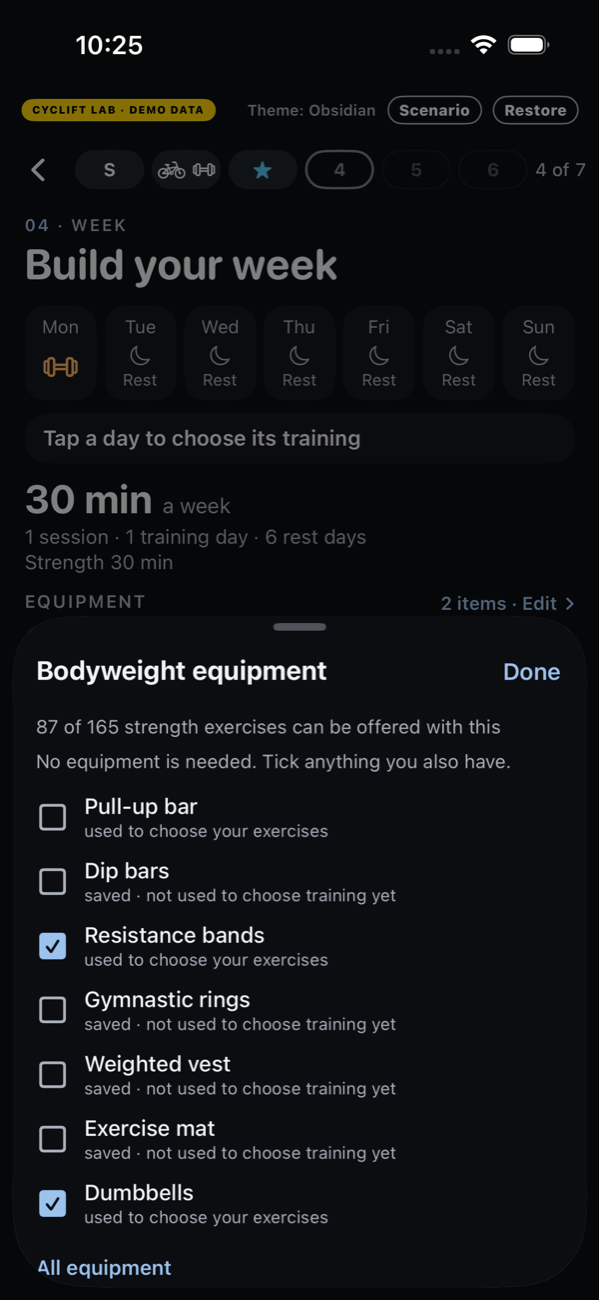 10:25
CYCLIFT LAB · DEMO DATA
Theme: Obsidian
Scenario
Restore
S
4
5
6
4 of 7
04 · WEEK
Build your week
Mon
Tue
Wed
Thu
Fri
Sat
Sun
Rest
Rest
Rest
Rest
Rest
Rest
Tap a day to choose its training
30 min a week
1 session · 1 training day · 6 rest days
Strength 30 min
EQUIPMENT
2 items · Edit >
Bodyweight equipment
Done
87 of 165 strength exercises can be offered with this
No equipment is needed. Tick anything you also have.
Pull-up bar
used to choose your exercises
Dip bars
saved · not used to choose training yet
Resistance bands
used to choose your exercises
Gymnastic rings
saved · not used to choose training yet
Weighted vest
saved · not used to choose training yet
Exercise mat
saved · not used to choose training yet
Dumbbells
used to choose your exercises
All equipment